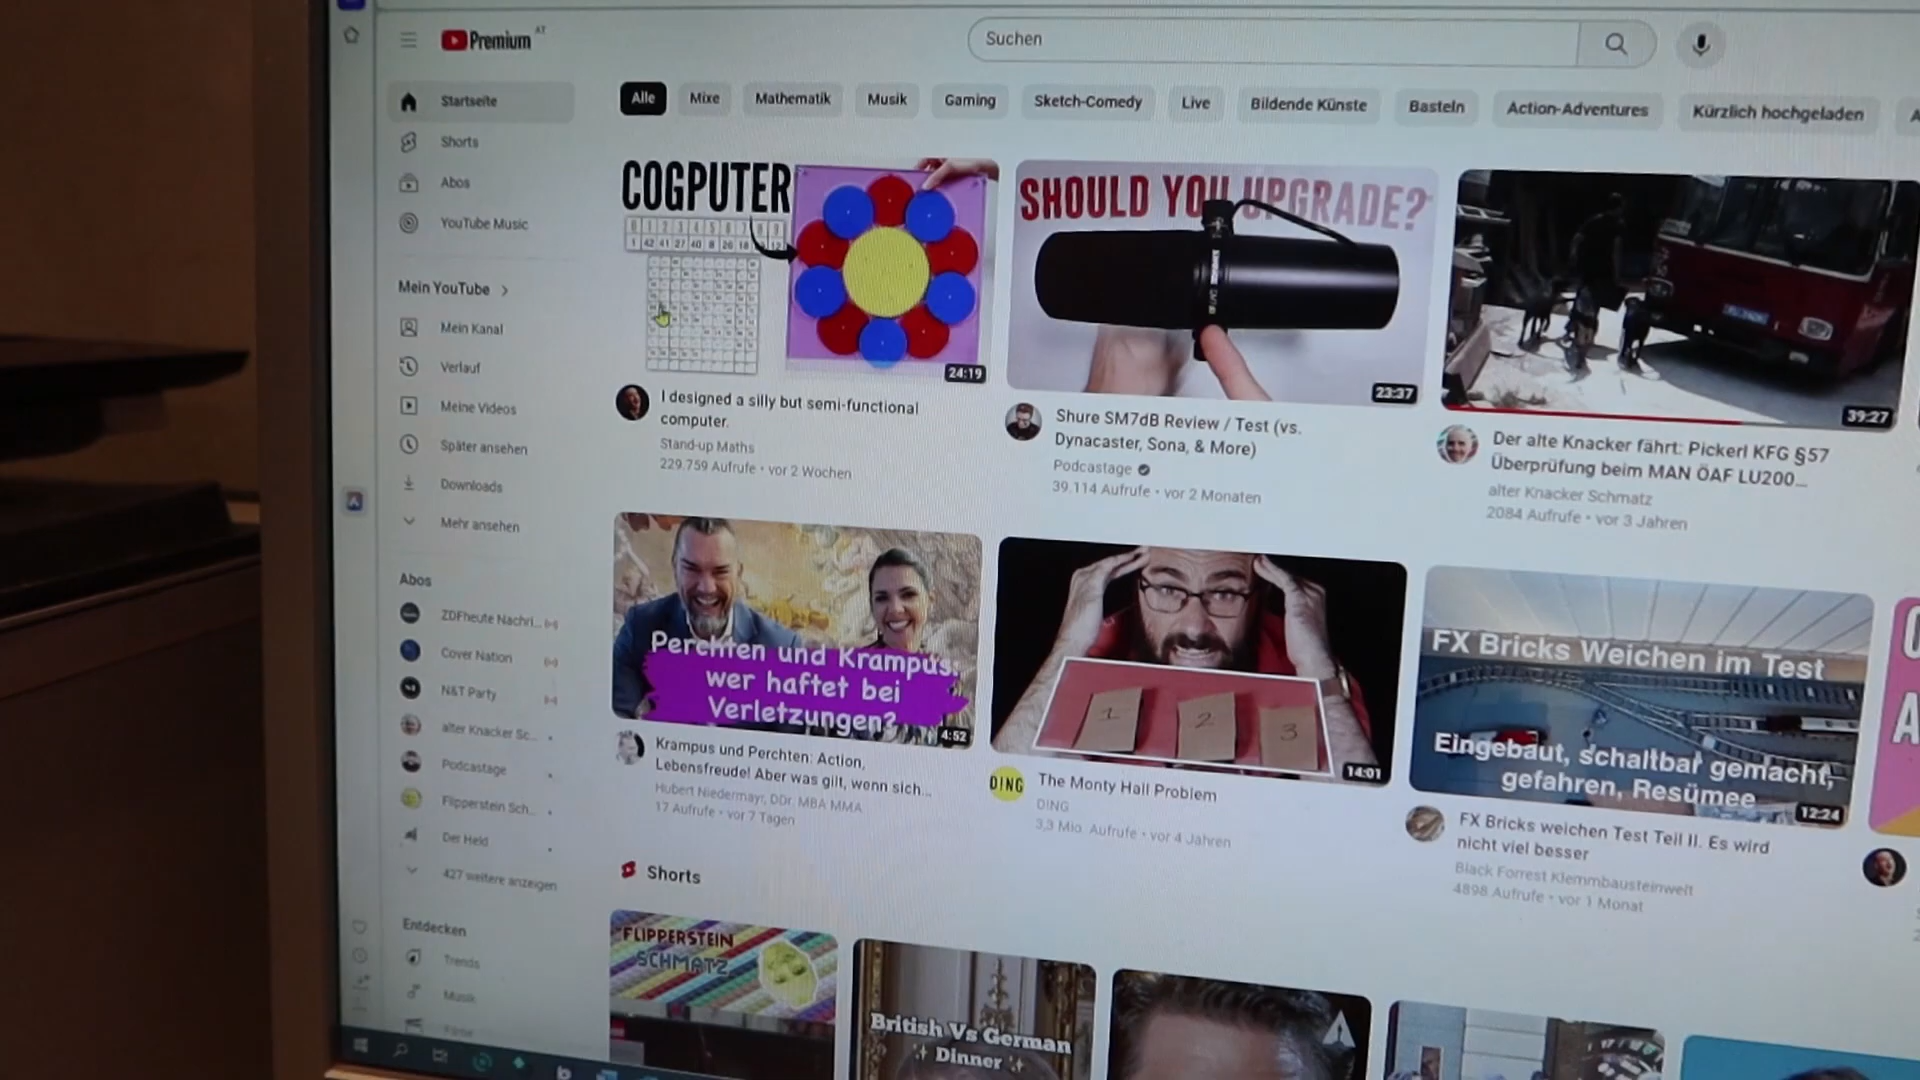 Premium AT
Suchen
Startseite
Shorts
Abos
YouTube Music
Mein YouTube
Mein Kanal
Verlauf
Meine Videos
Später ansehen
Downloads
Mehr ansehen
Abos
ZDFheute Nachri...
Cover Nation
N&T Party
alter Knacker Sc...
Podcastage
Flipperstein Sch...
Der Held
427 weitere anzeigen
Entdecken
Trends
Musik
Alle
Mixe
Mathematik
Musik
Gaming
Sketch-Comedy
Live
Bildende Künste
Basteln
Action-Adventures
Kürzlich hochgeladen
COGPUTER
24:19
I designed a silly but semi-functional
computer.
Stand-up Maths
229.759 Aufrufe • vor 2 Wochen
SHOULD YOU UPGRADE?
23:37
Shure SM7dB Review / Test (vs.
Dynacaster, Sona, & More)
Podcastage
39.114 Aufrufe • vor 2 Monaten
39:27
Der alte Knacker fährt: Pickerl KFG §57
Überprüfung beim MAN ÖAF LU200...
alter Knacker Schmatz
2084 Aufrufe • vor 3 Jahren
Perchten und Krampus:
wer haftet bei
Verletzungen?
4:52
Krampus und Perchten: Action,
Lebensfreude! Aber was gilt, wenn sich...
Hubert Niedermayr, DDr. MBA MMA
17 Aufrufe • vor 7 Tagen
1 2 3
14:01
DING
The Monty Hall Problem
DING
3,3 Mio. Aufrufe • vor 4 Jahren
FX Bricks Weichen im Test
Eingebaut, schaltbar gemacht,
gefahren, Resümee
12:24
FX Bricks weichen Test Teil II. Es wird
nicht viel besser
Black Forrest Klemmbausteinwelt
4898 Aufrufe • vor 1 Monat
Shorts
FLIPPERSTEIN
SCHMATZ
British Vs German
Dinner